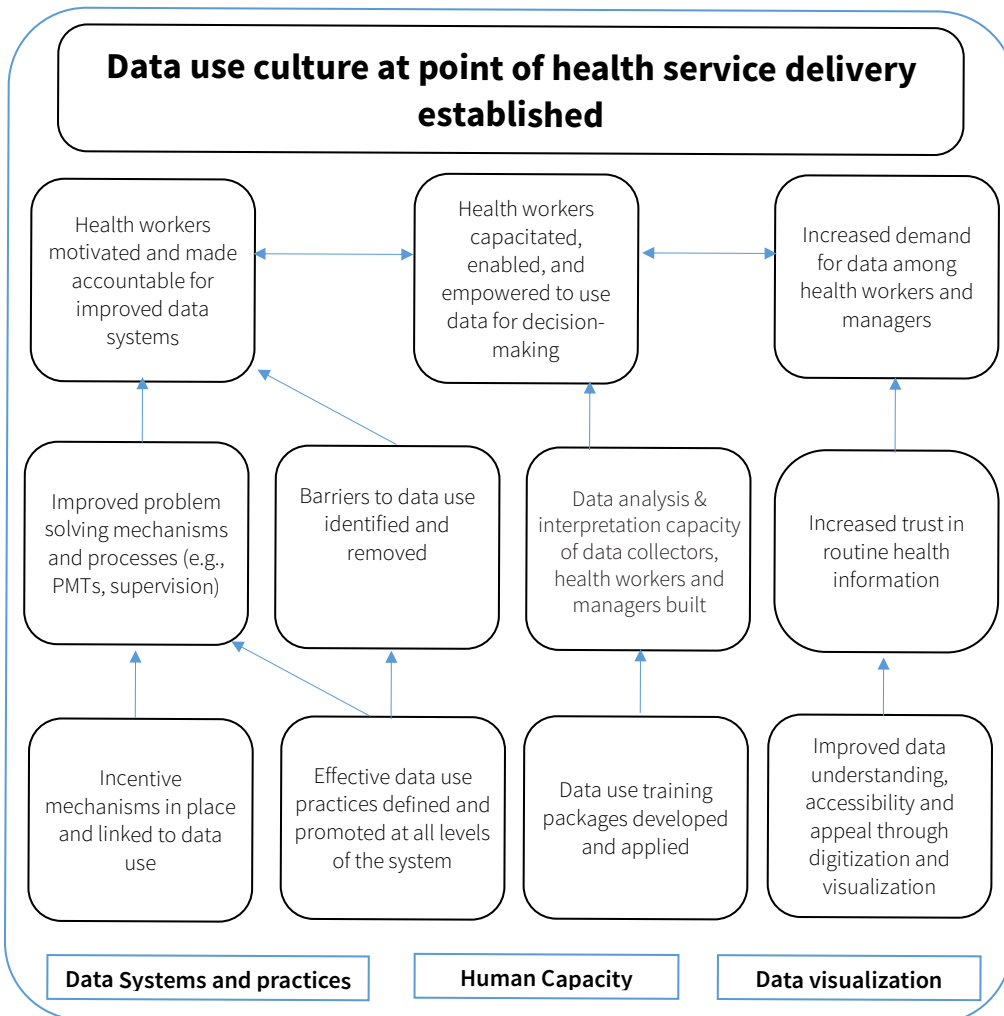 Data use culture at point of health service delivery
established
Health workers
motivated and made
accountable for
improved data
systems
Health workers
capacitated,
enabled, and
empowered to use
data for decision-
making
Increased demand
for data among
health workers and
managers
Improved problem
solving mechanisms
and processes (e.g.,
PMTs, supervision)
Barriers to data use
identified and
removed
Data analysis &
interpretation capacity
of data collectors,
health workers and
managers built
Increased trust in
routine health
information
Incentive
mechanisms in place
and linked to data
use
Effective data use
practices defined and
promoted at all levels
of the system
Data use training
packages developed
and applied
Improved data
understanding,
accessibility and
appeal through
digitization and
visualization
Data Systems and practices
Human Capacity
Data visualization